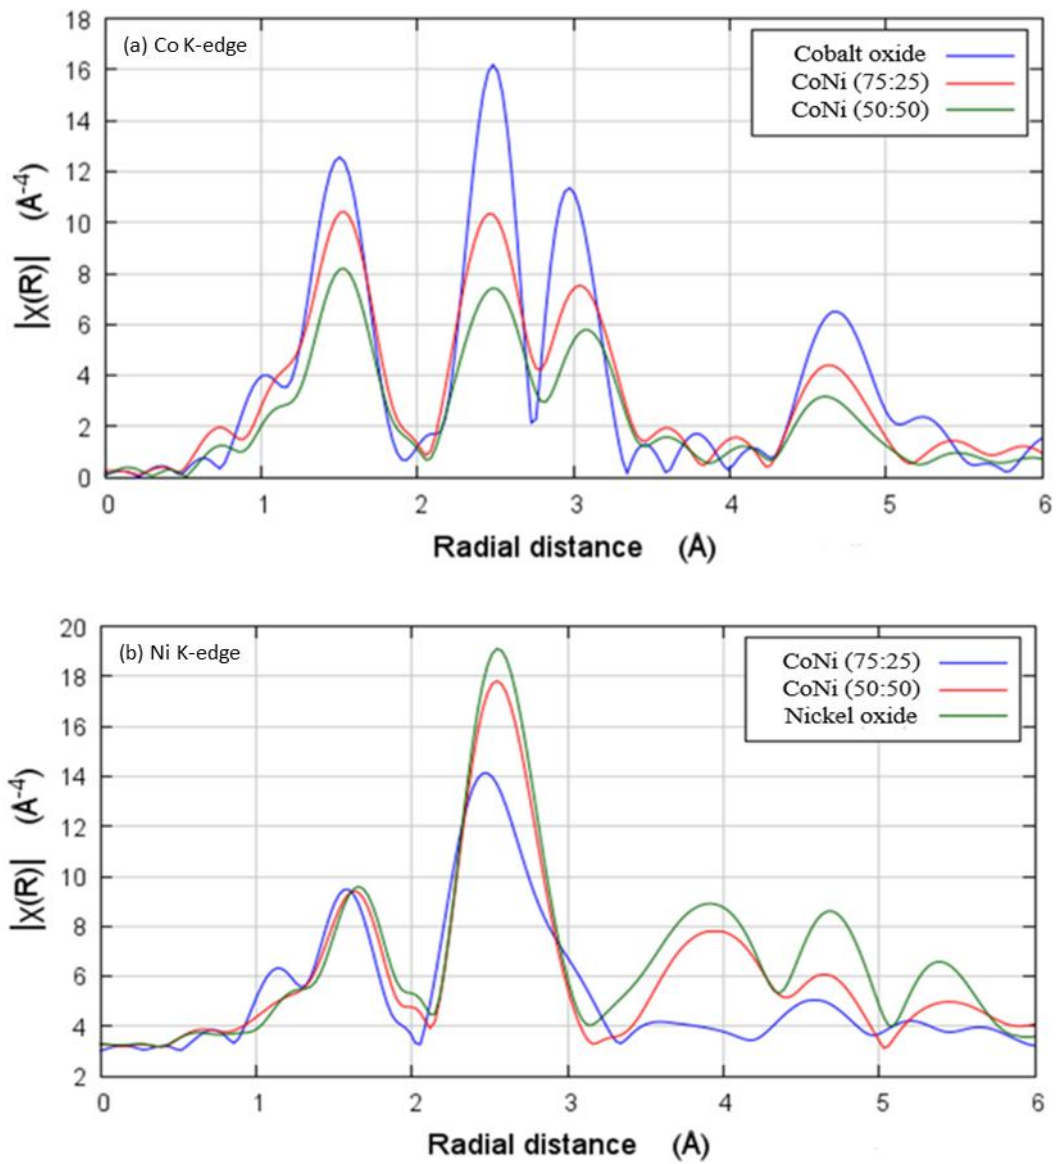 (a) Co K-edge
Cobalt oxide
CoNi (75:25)
CoNi (50:50)
18
16
14
12
10
8
6
4
2
0
|χ(R)| (Å⁻⁴)
0 1 2 3 4 5 6
Radial distance (Å)
(b) Ni K-edge
CoNi (75:25)
CoNi (50:50)
Nickel oxide
20
18
16
14
12
10
8
6
4
2
|χ(R)| (Å⁻⁴)
0 1 2 3 4 5 6
Radial distance (Å)